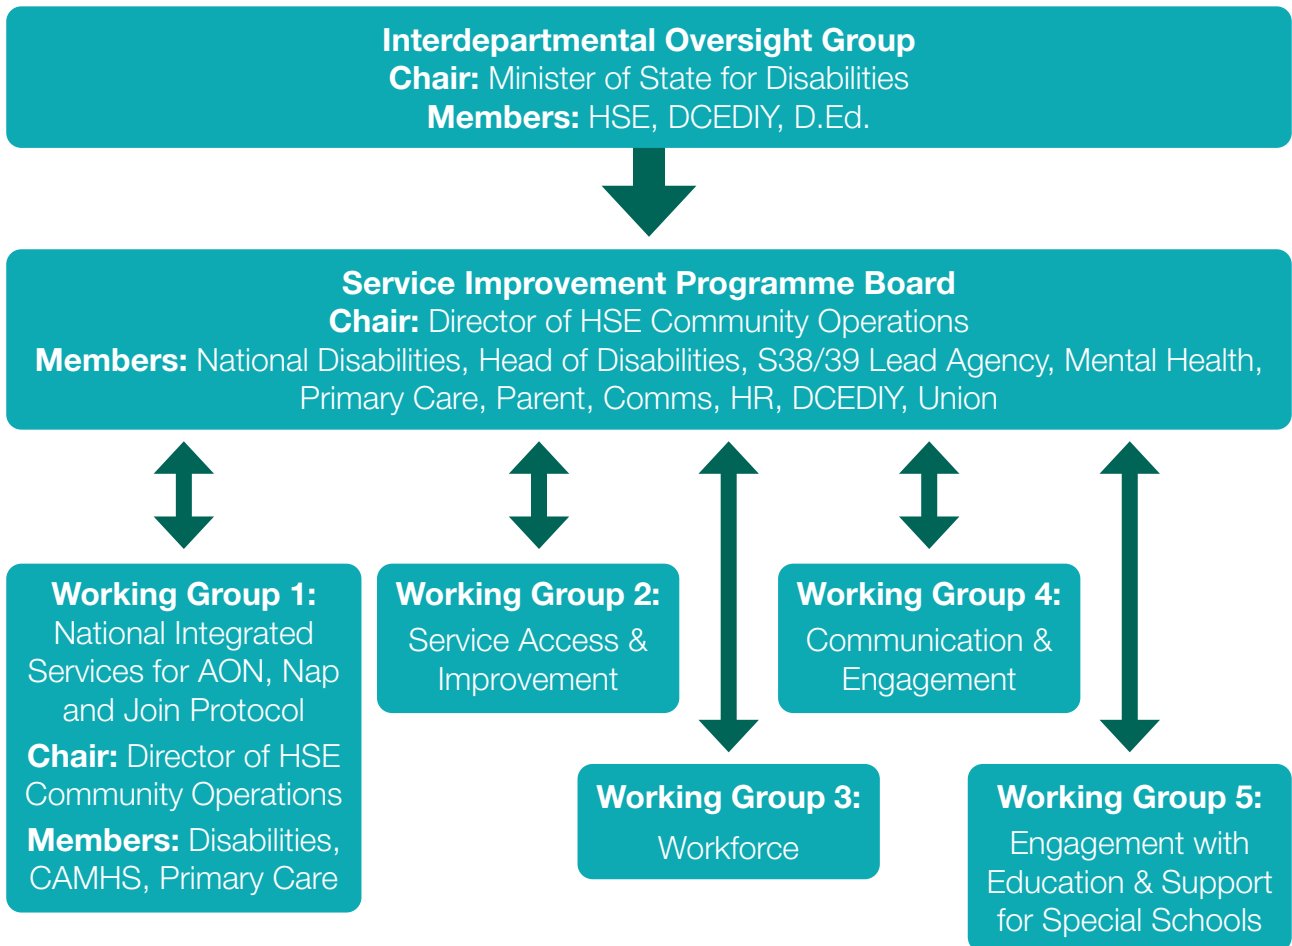 Interdepartmental Oversight Group
Chair: Minister of State for Disabilities
Members: HSE, DCEDIY, D.Ed.
Service Improvement Programme Board
Chair: Director of HSE Community Operations
Members: National Disabilities, Head of Disabilities, S38/39 Lead Agency, Mental Health,
Primary Care, Parent, Comms, HR, DCEDIY, Union
Working Group 1:
National Integrated
Services for AON, Nap
and Join Protocol
Chair: Director of HSE
Community Operations
Members: Disabilities,
CAMHS, Primary Care
Working Group 2:
Service Access &
Improvement
Working Group 3:
Workforce
Working Group 4:
Communication &
Engagement
Working Group 5:
Engagement with
Education & Support
for Special Schools